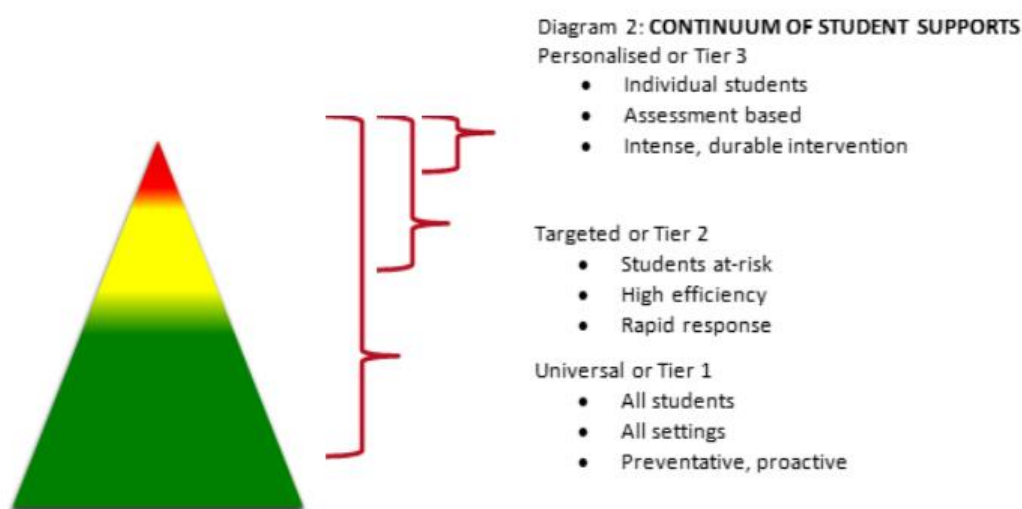 Diagram 2: CONTINUUM OF STUDENT SUPPORTS
Personalised or Tier 3
• Individual students
• Assessment based
• Intense, durable intervention
Targeted or Tier 2
• Students at-risk
• High efficiency
• Rapid response
Universal or Tier 1
• All students
• All settings
• Preventative, proactive